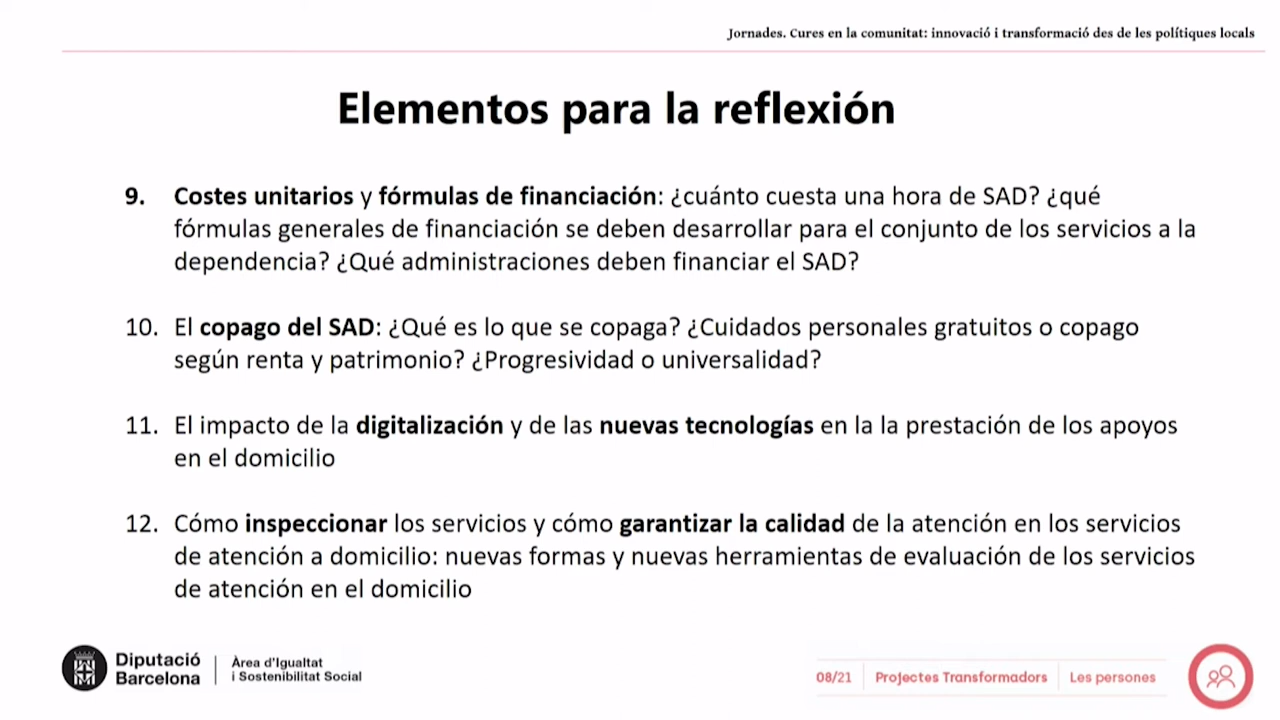 Jornades. Cures en la comunitat: innovació i transformació des de les polítiques locals
Elementos para la reflexión
9. Costes unitarios y fórmulas de financiación: ¿cuánto cuesta una hora de SAD? ¿qué
fórmulas generales de financiación se deben desarrollar para el conjunto de los servicios a la
dependencia? ¿Qué administraciones deben financiar el SAD?
10. El copago del SAD: ¿Qué es lo que se copaga? ¿Cuidados personales gratuitos o copago
según renta y patrimonio? ¿Progresividad o universalidad?
11. El impacto de la digitalización y de las nuevas tecnologías en la la prestación de los apoyos
en el domicilio
12. Cómo inspeccionar los servicios y cómo garantizar la calidad de la atención en los servicios
de atención a domicilio: nuevas formas y nuevas herramientas de evaluación de los servicios
de atención en el domicilio
Diputació
Barcelona
Àrea d'Igualtat
i Sostenibilitat Social
08/21 Projectes Transformadors Les persones